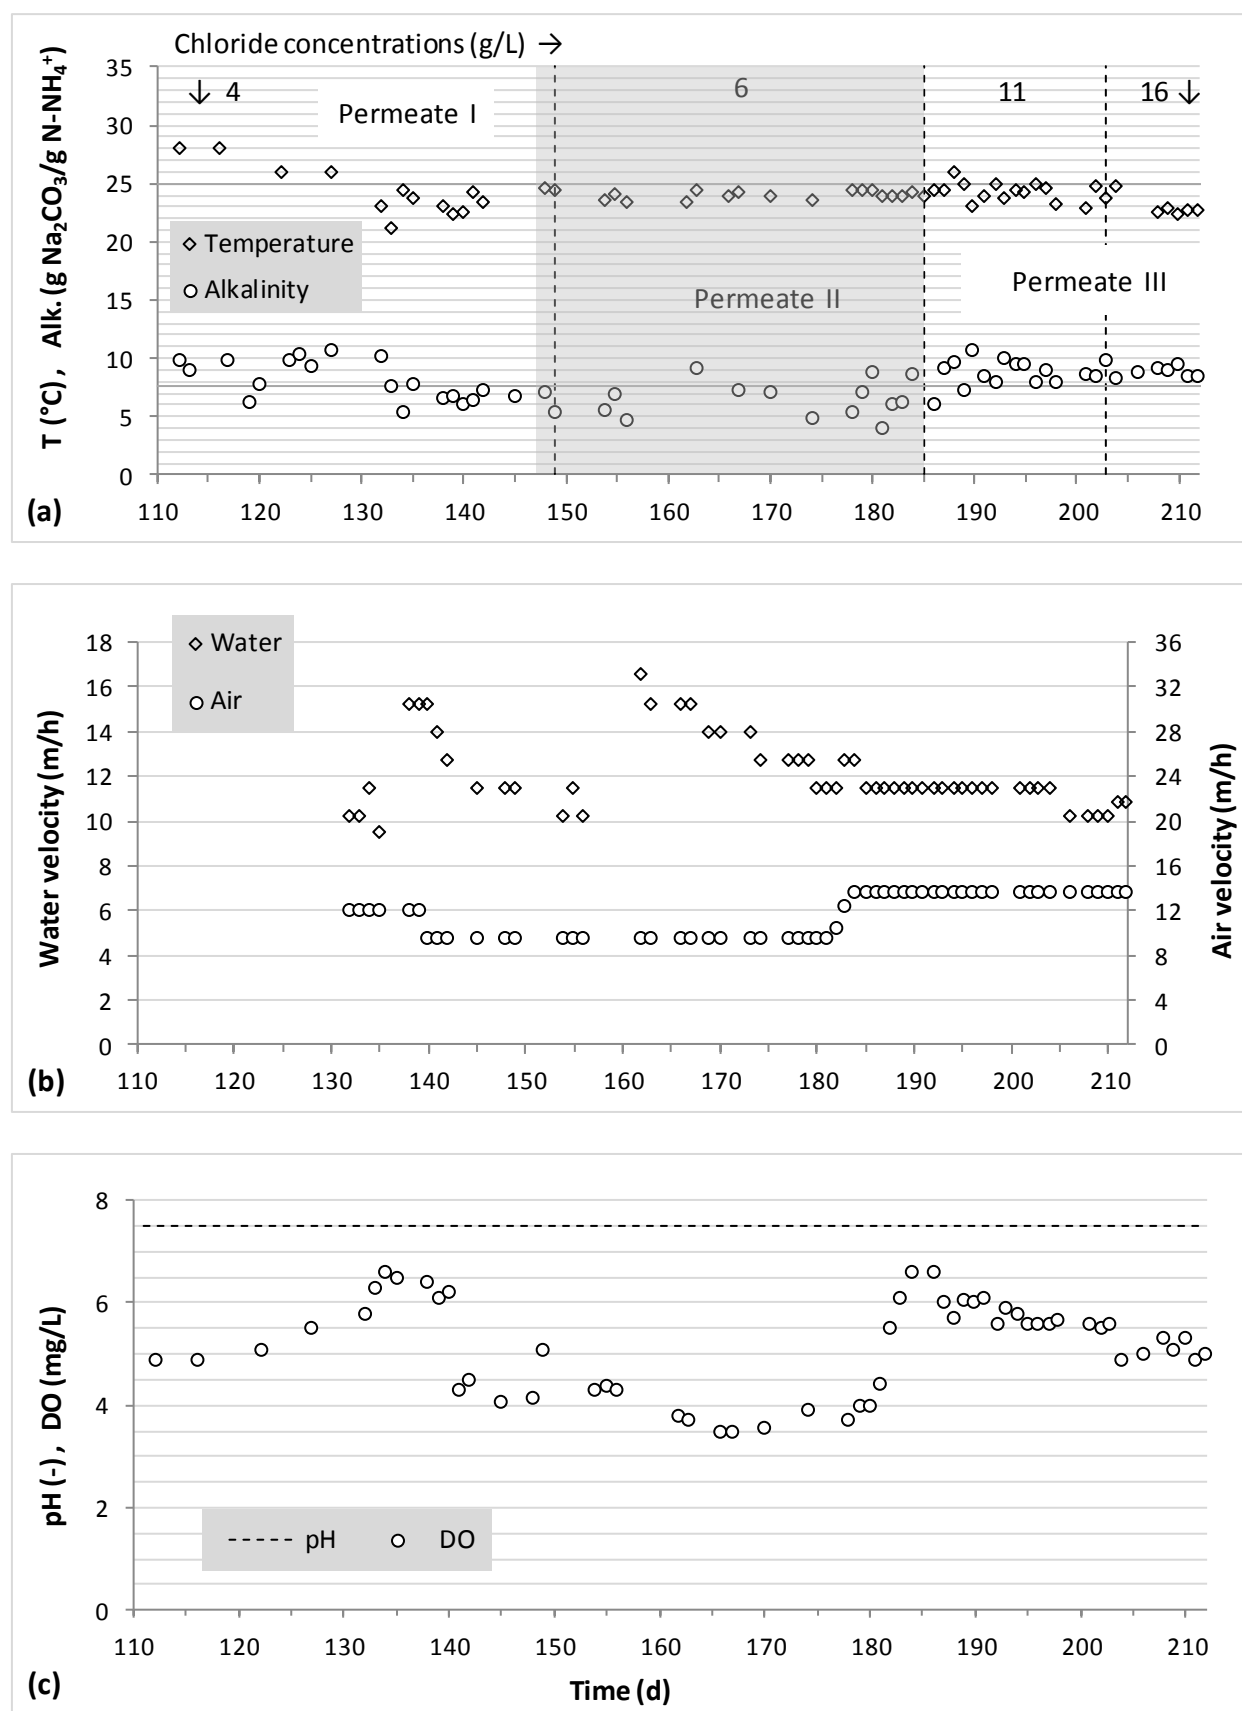 Chloride concentrations (g/L) →
T (°C), Alk. (g Na₂CO₃/g N-NH₄⁺)
35
30
25
20
15
10
5
0
↓ 4
6
11
16 ↓
Permeate I
Permeate II
Permeate III
Temperature
Alkalinity
110 120 130 140 150 160 170 180 190 200 210
(a)
Water
Air
Water velocity (m/h)
18
16
14
12
10
8
6
4
2
0
36
32
28
24
20
16
12
8
4
0
Air velocity (m/h)
110 120 130 140 150 160 170 180 190 200 210
(b)
pH (-), DO (mg/L)
8
6
4
2
0
pH DO
110 120 130 140 150 160 170 180 190 200 210
Time (d)
(c)